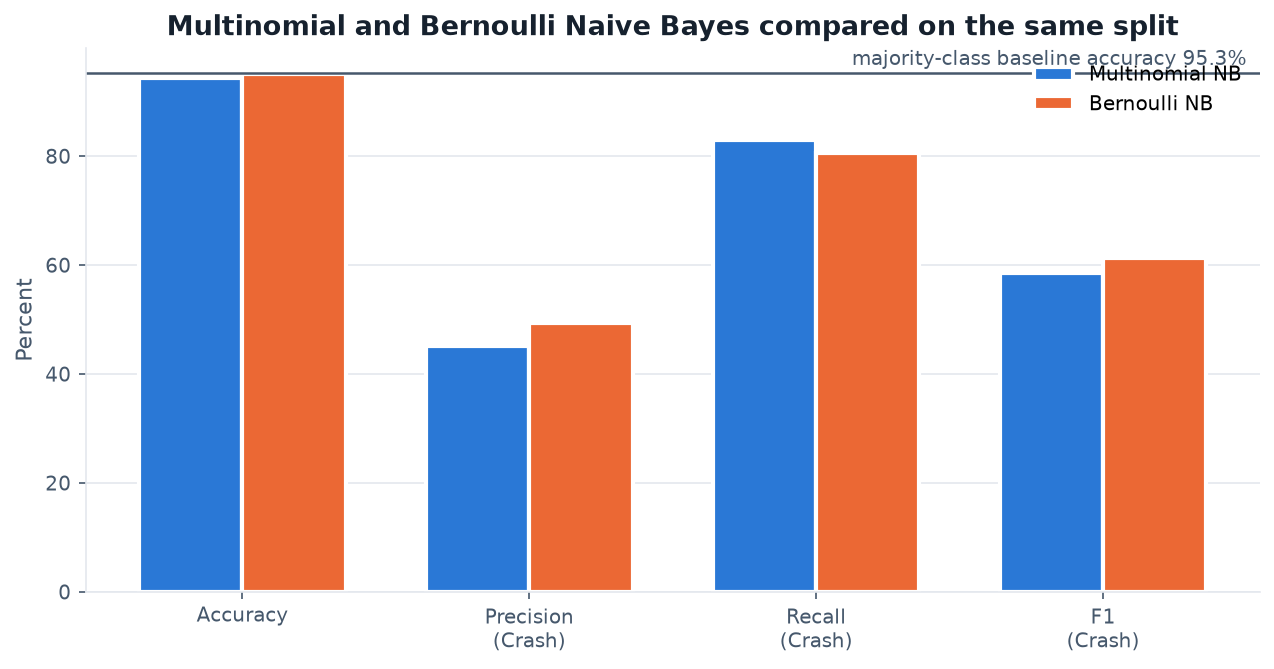 Multinomial and Bernoulli Naive Bayes compared on the same split
majority-class baseline accuracy 95.3%
Multinomial NB
Bernoulli NB
Percent
80
60
40
20
0
Accuracy
Precision
(Crash)
Recall
(Crash)
F1
(Crash)